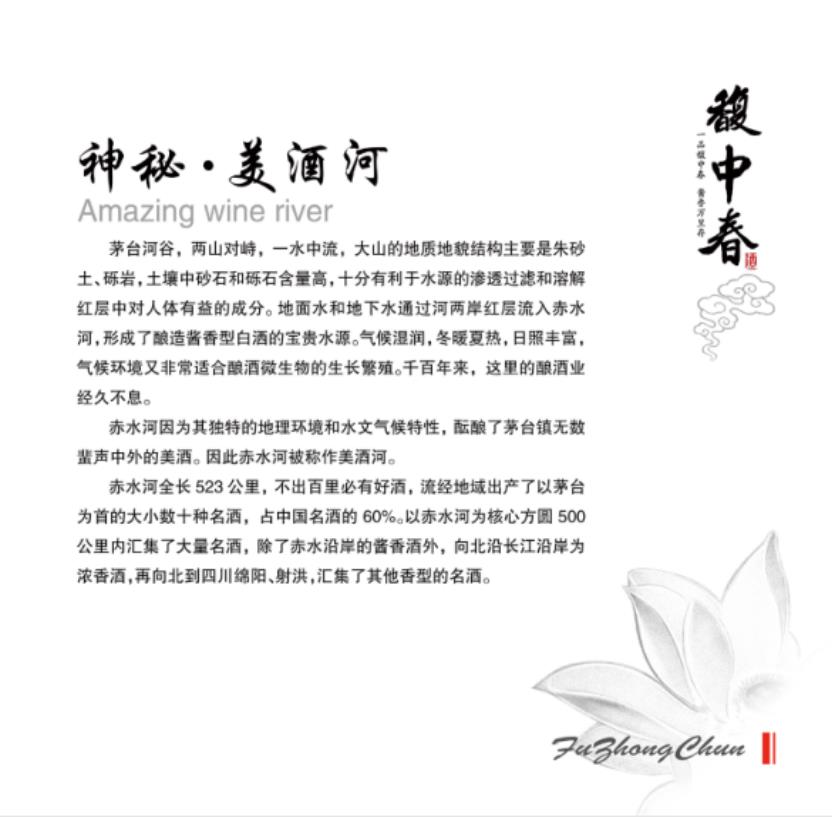 神秘·美酒河
Amazing wine river
茅台河谷，两山对峙，一水中流，大山的地质地貌结构主要是朱砂
土、砾岩，土壤中砂石和砾石含量高，十分有利于水源的渗透过滤和溶解
红层中对人体有益的成分。地面水和地下水通过河两岸红层流入赤水
河，形成了酿造酱香型白酒的宝贵水源。气候湿润，冬暖夏热，日照丰富，
气候环境又非常适合酿酒微生物的生长繁殖。千百年来，这里的酿酒业
经久不息。
赤水河因为其独特的地理环境和水文气候特性，酝酿了茅台镇无数
蜚声中外的美酒。因此赤水河被称作美酒河。
赤水河全长 523 公里，不出百里必有好酒，流经地域出产了以茅台
为首的大小数十种名酒，占中国名酒的 60%。以赤水河为核心方圆 500
公里内汇集了大量名酒，除了赤水沿岸的酱香酒外，向北沿长江沿岸为
浓香酒，再向北到四川绵阳、射洪，汇集了其他香型的名酒。
馥中春
一品馥中春 酱香万里存
酒
FuZhongChun